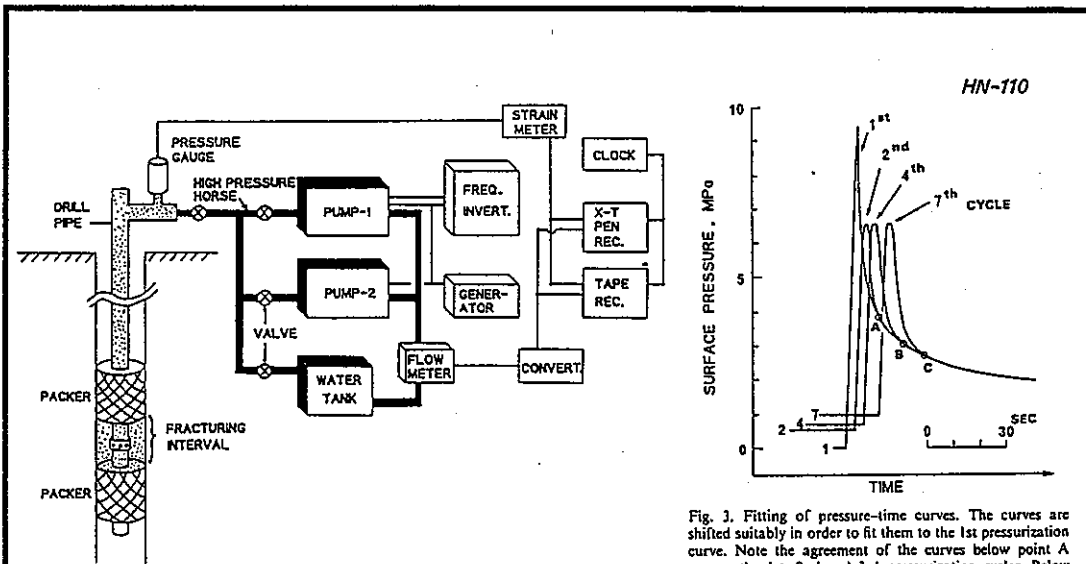 HN-110
STRAIN
METER
PRESSURE
GAUGE
CLOCK
HIGH PRESSURE
HORSE
DRILL
PIPE
PUMP-1
FREQ.
INVERT.
X-T
PEN
REC.
PUMP-2
GENER-
ATOR
TAPE
REC.
VALVE
FLOW
METER
CONVERT.
WATER
TANK
PACKER
FRACTURING
INTERVAL
PACKER
SURFACE PRESSURE, MPa
10
5
0
1st
2nd
4th
7th CYCLE
A
B
C
7
4
2
1
SEC
0 30
TIME
Fig. 3. Fitting of pressure-time curves. The curves are
shifted suitably in order to fit them to the 1st pressurization
curve. Note the agreement of the curves below point A